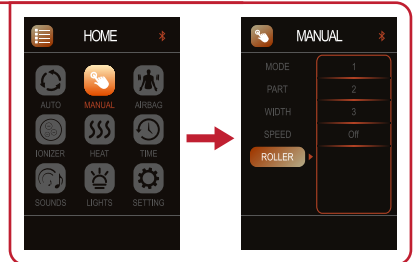 HOME
AUTO MANUAL AIRBAG
IONIZER HEAT TIME
SOUNDS LIGHTS SETTING
MANUAL
MODE 1
PART 2
WIDTH 3
SPEED Off
ROLLER